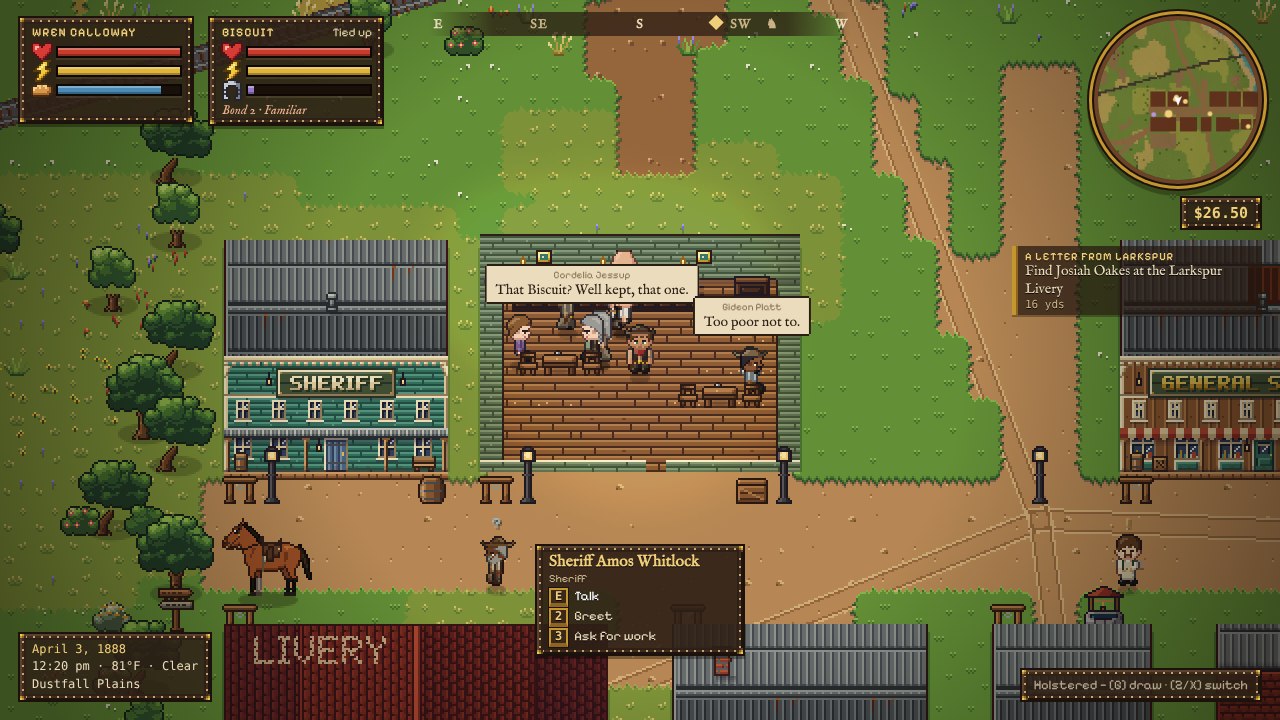 WREN CALLOWAY
BISCUIT Tied up
Bond 2 · Familiar
E SE S SW W
$26.50
A LETTER FROM LARKSPUR
Find Josiah Oakes at the Larkspur
Livery
16 yds
Cordelia Jessup
That Biscuit? Well kept, that one.
Gideon Platt
Too poor not to.
SHERIFF
GENERAL S
?
!
Sheriff Amos Whitlock
Sheriff
E Talk
2 Greet
3 Ask for work
LIVERY
April 3, 1888
12:20 pm · 81°F · Clear
Dustfall Plains
Holstered - (G) draw · (Z/X) switch